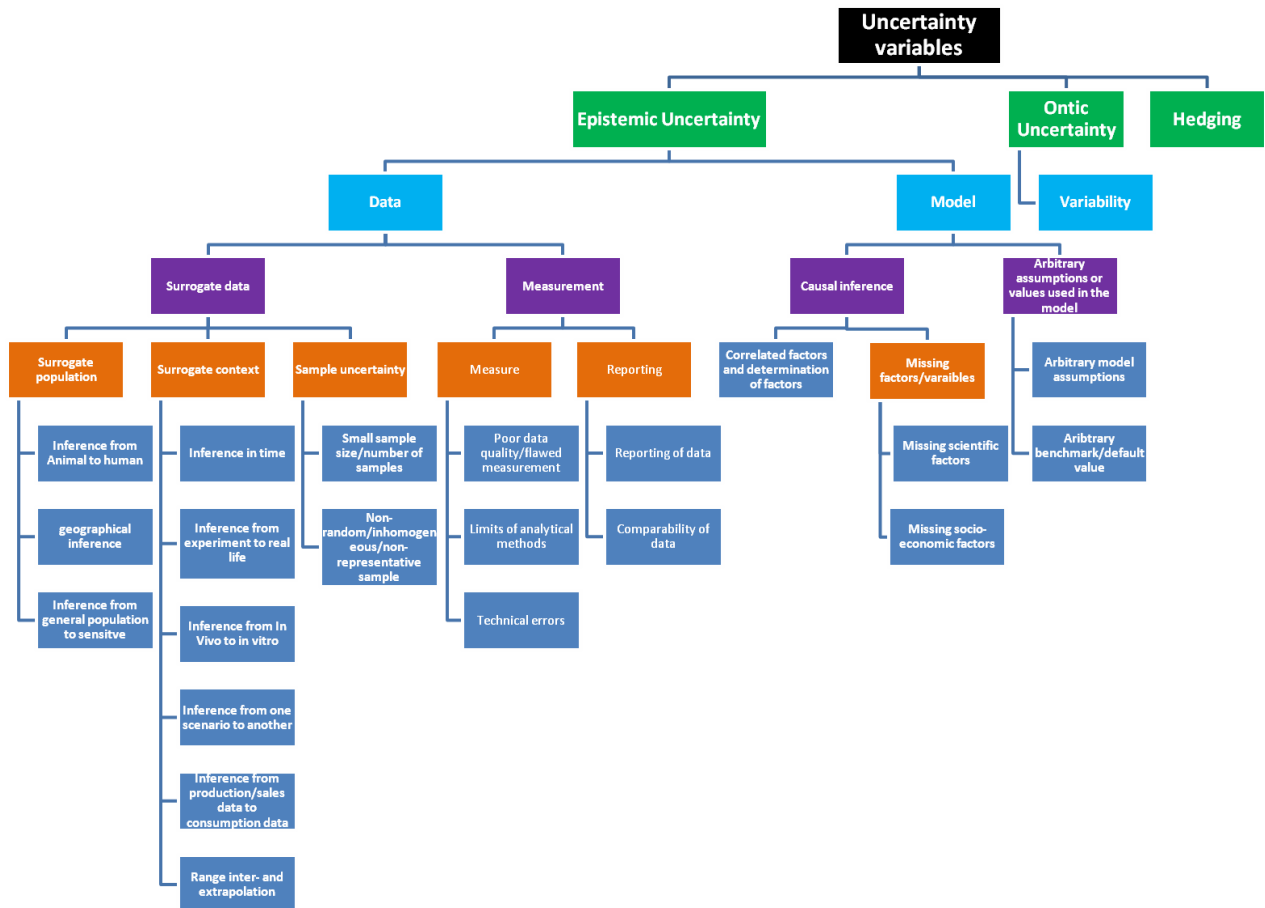 Uncertainty
variables
Epistemic Uncertainty
Ontic
Uncertainty
Hedging
Data
Model
Variability
Surrogate data
Measurement
Causal inference
Arbitrary
assumptions or
values used in the
model
Surrogate
population
Surrogate context
Sample uncertainty
Measure
Reporting
Correlated factors
and determination
of factors
Missing
factors/varaibles
Arbitrary model
assumptions
Inference from
Animal to human
Inference in time
Small sample
size/number of
samples
Poor data
quality/flawed
measurement
Reporting of data
Missing scientific
factors
Aribtrary
benchmark/default
value
geographical
inference
Inference from
experiment to real
life
Non-
random/inhomogen
eous/non-
representative
sample
Limits of analytical
methods
Comparability of
data
Missing socio-
economic factors
Inference from
general population
to sensitve
Inference from In
Vivo to in vitro
Technical errors
Inference from one
scenario to another
Inference from
production/sales
data to
consumption data
Range inter- and
extrapolation